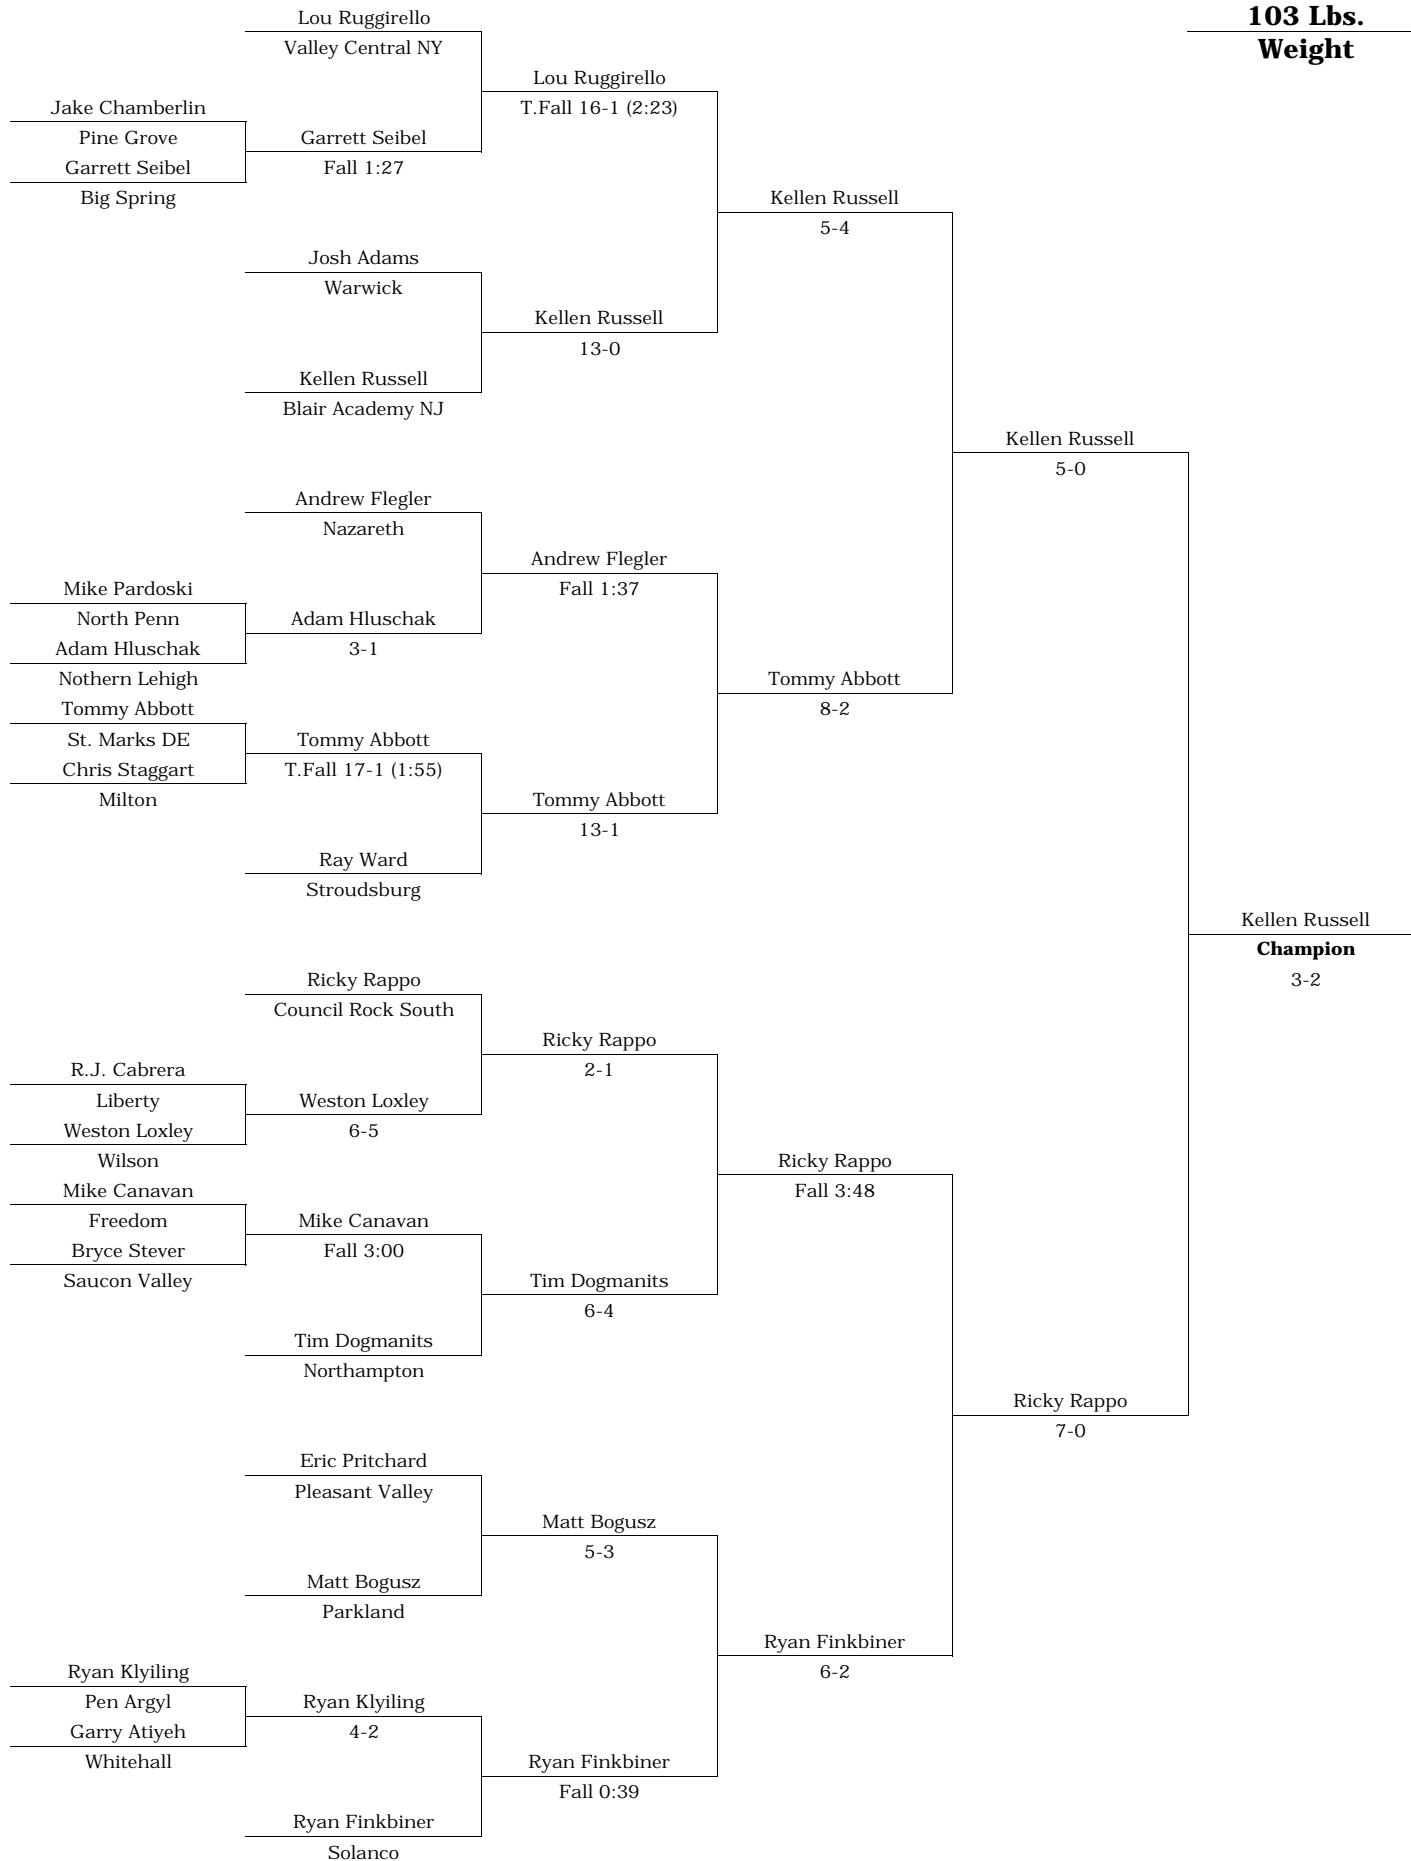 103 Lbs.
Weight
Lou Ruggirello
Valley Central NY
Jake Chamberlin
Pine Grove
Garrett Seibel
Big Spring
Garrett Seibel
Fall 1:27
Lou Ruggirello
T.Fall 16-1 (2:23)
Josh Adams
Warwick
Kellen Russell
Blair Academy NJ
Kellen Russell
13-0
Kellen Russell
5-4
Andrew Flegler
Nazareth
Mike Pardoski
North Penn
Adam Hluschak
Nothern Lehigh
Adam Hluschak
3-1
Andrew Flegler
Fall 1:37
Tommy Abbott
St. Marks DE
Chris Staggart
Milton
Tommy Abbott
T.Fall 17-1 (1:55)
Ray Ward
Stroudsburg
Tommy Abbott
13-1
Tommy Abbott
8-2
Kellen Russell
5-0
Kellen Russell
Champion
3-2
Ricky Rappo
Council Rock South
R.J. Cabrera
Liberty
Weston Loxley
Wilson
Weston Loxley
6-5
Ricky Rappo
2-1
Mike Canavan
Freedom
Bryce Stever
Saucon Valley
Mike Canavan
Fall 3:00
Tim Dogmanits
Northampton
Tim Dogmanits
6-4
Ricky Rappo
Fall 3:48
Eric Pritchard
Pleasant Valley
Matt Bogusz
Parkland
Matt Bogusz
5-3
Ryan Klyiling
Pen Argyl
Garry Atiyeh
Whitehall
Ryan Klyiling
4-2
Ryan Finkbiner
Solanco
Ryan Finkbiner
Fall 0:39
Ryan Finkbiner
6-2
Ricky Rappo
7-0